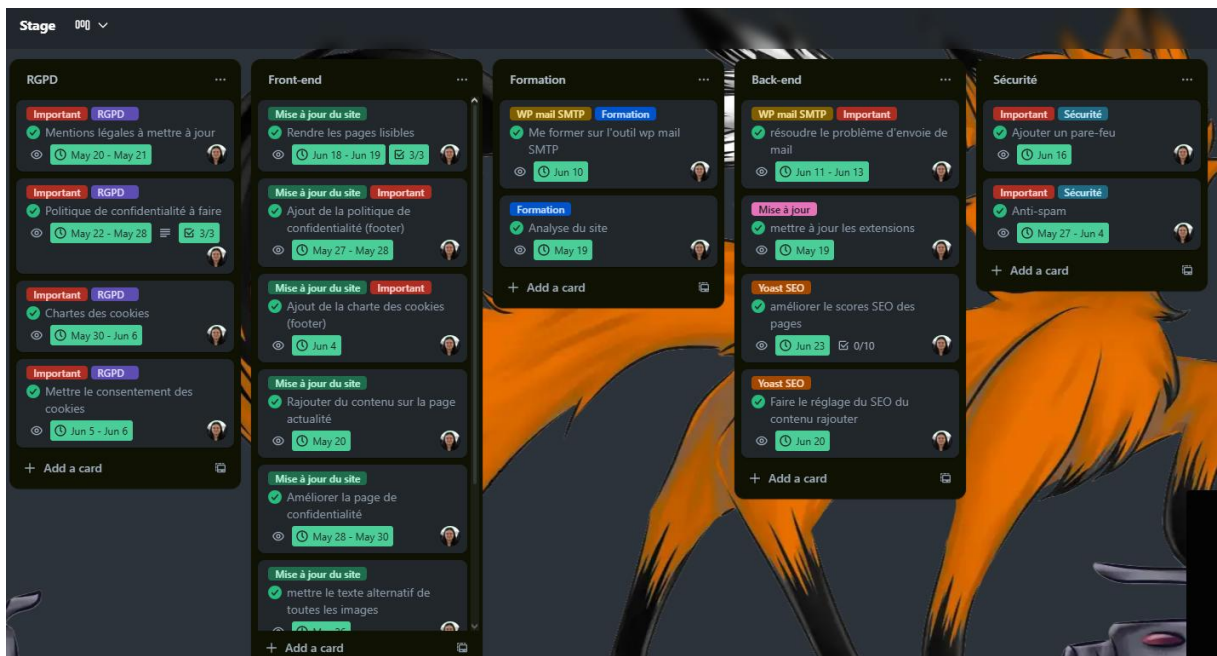 Stage
RGPD
Important RGPD
Mentions légales à mettre à jour
May 20 - May 21
Important RGPD
Politique de confidentialité à faire
May 22 - May 28 3/3
Important RGPD
Chartes des cookies
May 30 - Jun 6
Important RGPD
Mettre le consentement des
cookies
Jun 5 - Jun 6
+ Add a card
Front-end
Mise à jour du site
Rendre les pages lisibles
Jun 18 - Jun 19 3/3
Mise à jour du site Important
Ajout de la politique de
confidentialité (footer)
May 27 - May 28
Mise à jour du site Important
Ajout de la charte des cookies
(footer)
Jun 4
Mise à jour du site
Rajouter du contenu sur la page
actualité
May 20
Mise à jour du site
Améliorer la page de
confidentialité
May 28 - May 30
Mise à jour du site
mettre le texte alternatif de
toutes les images
+ Add a card
Formation
WP mail SMTP Formation
Me former sur l'outil wp mail
SMTP
Jun 10
Formation
Analyse du site
May 19
+ Add a card
Back-end
WP mail SMTP Important
résoudre le problème d'envoie de
mail
Jun 11 - Jun 13
Mise à jour
mettre à jour les extensions
May 19
Yoast SEO
améliorer le scores SEO des
pages
Jun 23 0/10
Yoast SEO
Faire le réglage du SEO du
contenu rajouter
Jun 20
+ Add a card
Sécurité
Important Sécurité
Ajouter un pare-feu
Jun 16
Important Sécurité
Anti-spam
May 27 - Jun 4
+ Add a card